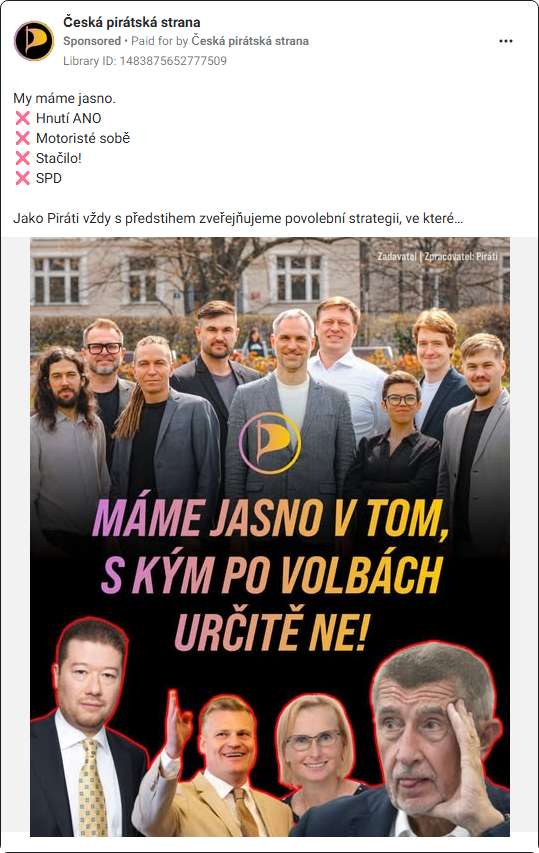 Česká pirátská strana
Sponsored • Paid for by Česká pirátská strana
Library ID: 1483875652777509
My máme jasno.
❌ Hnutí ANO
❌ Motoristé sobě
❌ Stačilo!
❌ SPD
Jako Piráti vždy s předstihem zveřejňujeme povolební strategii, ve které...
Zadavatel | Zpracovatel: Piráti
MÁME JASNO V TOM,
S KÝM PO VOLBÁCH
URČITĚ NE!